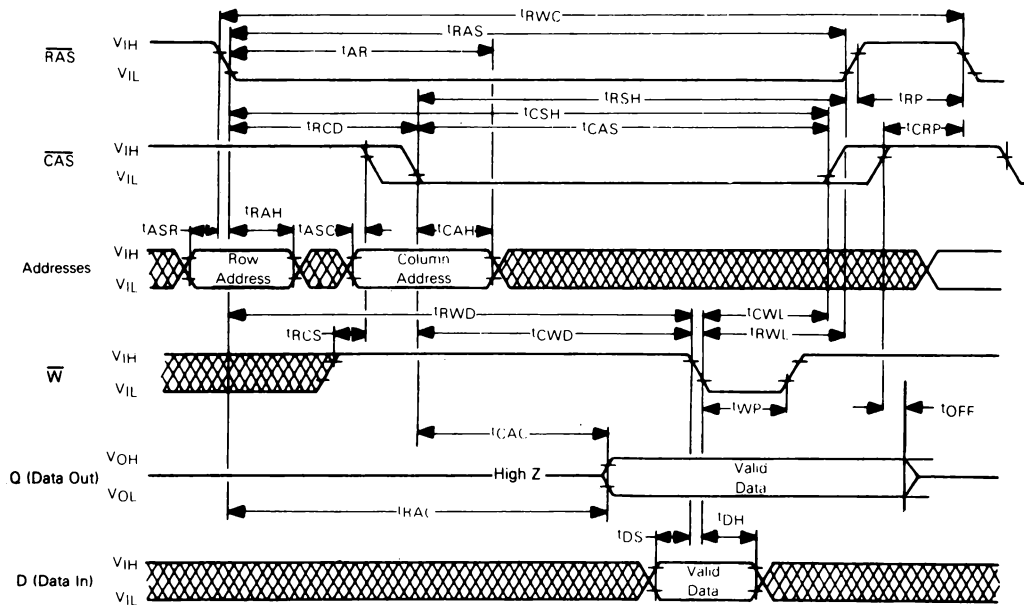 tRWC
tRAS
tAR
RAS
VIH
VIL
tRSH
tRP
tCSH
tRCD
tCAS
tCRP
CAS
VIH
VIL
tRAH
tASR
tASC
tCAH
Addresses
VIH
VIL
Row
Address
Column
Address
tRWD
tCWL
tRCS
tCWD
tRWL
W
VIH
VIL
tWP
tOFF
tCAC
Q (Data Out)
VOH
VOL
High Z
Valid
Data
tRAC
tDS
tDH
D (Data In)
VIH
VIL
Valid
Data